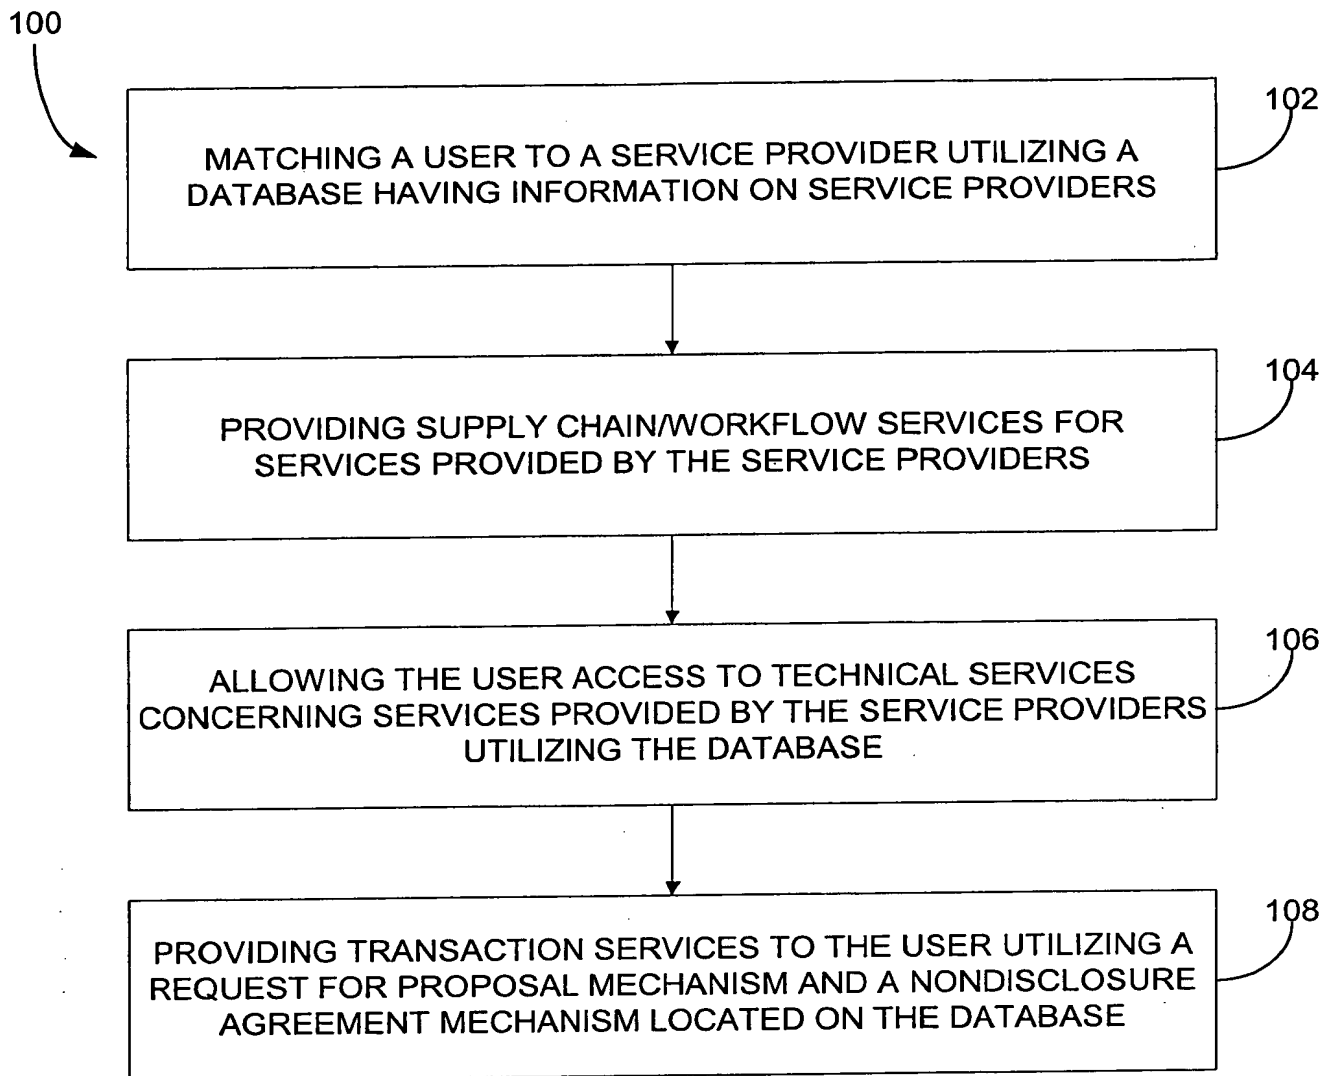 100
102
MATCHING A USER TO A SERVICE PROVIDER UTILIZING A
DATABASE HAVING INFORMATION ON SERVICE PROVIDERS
104
PROVIDING SUPPLY CHAIN/WORKFLOW SERVICES FOR
SERVICES PROVIDED BY THE SERVICE PROVIDERS
106
ALLOWING THE USER ACCESS TO TECHNICAL SERVICES
CONCERNING SERVICES PROVIDED BY THE SERVICE PROVIDERS
UTILIZING THE DATABASE
108
PROVIDING TRANSACTION SERVICES TO THE USER UTILIZING A
REQUEST FOR PROPOSAL MECHANISM AND A NONDISCLOSURE
AGREEMENT MECHANISM LOCATED ON THE DATABASE